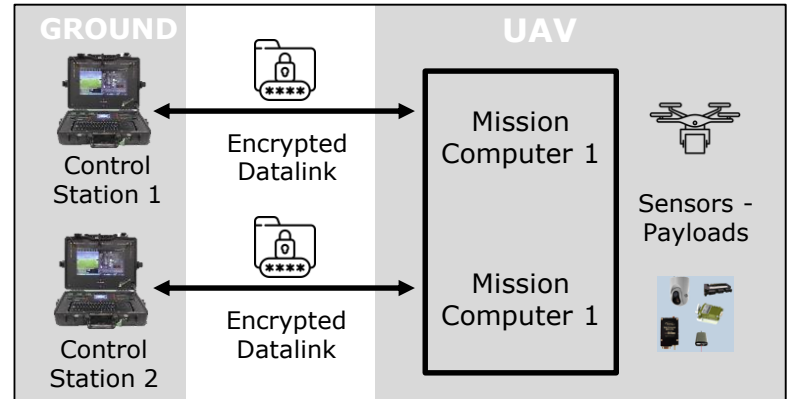 GROUND
UAV
****
Encrypted
Datalink
Control
Station 1
Mission
Computer 1
Sensors -
Payloads
****
Encrypted
Datalink
Control
Station 2
Mission
Computer 1